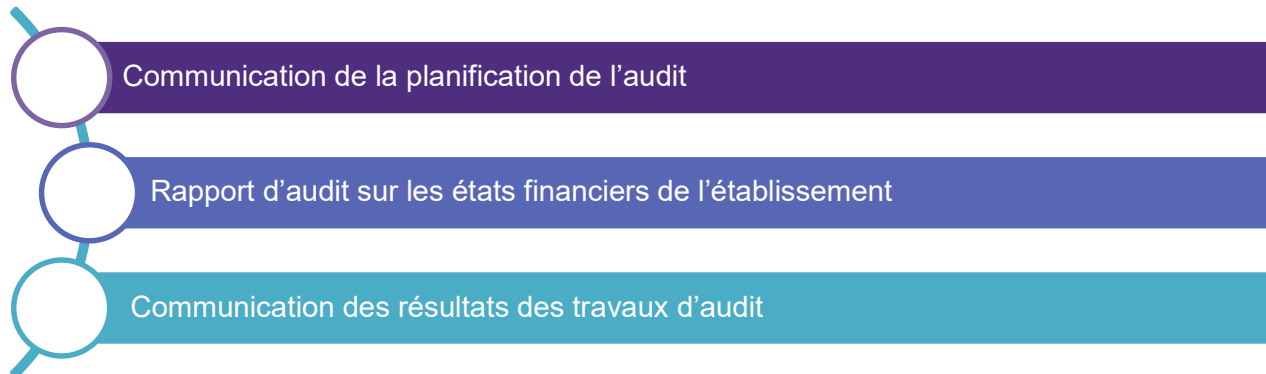 Communication de la planification de l’audit
Rapport d’audit sur les états financiers de l’établissement
Communication des résultats des travaux d’audit